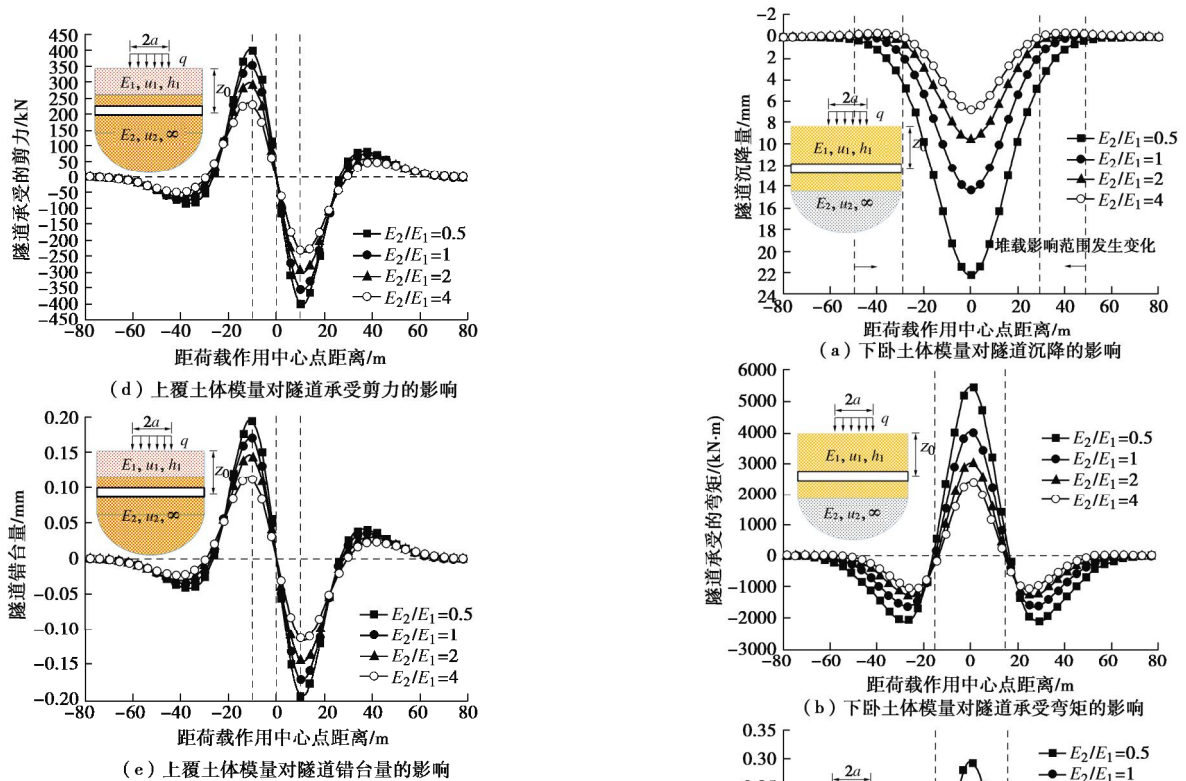 450
400
350
300
250
200
150
100
50
0
-50
-100
-150
-200
-250
-300
-350
-400
-450
隧道承受的剪力/kN
2a
q
E1, u1, h1
z0
E2, u2, ∞
E2/E1=0.5
E2/E1=1
E2/E1=2
E2/E1=4
-80 -60 -40 -20 0 20 40 60 80
距荷载作用中心点距离/m
(d) 上覆土体模量对隧道承受剪力的影响
0.20
0.15
0.10
0.05
0
-0.05
-0.10
-0.15
-0.20
隧道错台量/mm
2a
q
E1, u1, h1
z0
E2, u2, ∞
E2/E1=0.5
E2/E1=1
E2/E1=2
E2/E1=4
-80 -60 -40 -20 0 20 40 60 80
距荷载作用中心点距离/m
(e) 上覆土体模量对隧道错台量的影响
-2
0
2
4
6
8
10
12
14
16
18
20
22
24
隧道沉降量/mm
2a
q
E1, u1, h1
z
E2, u2, ∞
E2/E1=0.5
E2/E1=1
E2/E1=2
E2/E1=4
堆载影响范围发生变化
-80 -60 -40 -20 0 20 40 60 80
距荷载作用中心点距离/m
(a) 下卧土体模量对隧道沉降的影响
6000
5000
4000
3000
2000
1000
0
-1000
-2000
-3000
隧道承受的弯矩/(kN·m)
2a
q
E1, u1, h1
z0
E2, u2, ∞
E2/E1=0.5
E2/E1=1
E2/E1=2
E2/E1=4
-80 -60 -40 -20 0 20 40 60 80
距荷载作用中心点距离/m
(b) 下卧土体模量对隧道承受弯矩的影响
0.35
0.30
2a
E2/E1=0.5
E2/E1=1